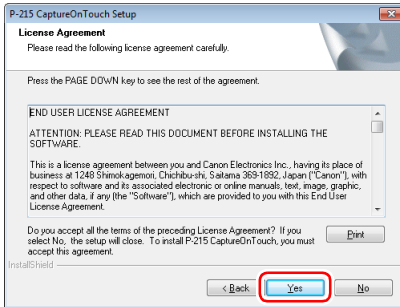 P-215 CaptureOnTouch Setup
License Agreement
Please read the following license agreement carefully.
Press the PAGE DOWN key to see the rest of the agreement.
END USER LICENSE AGREEMENT
ATTENTION: PLEASE READ THIS DOCUMENT BEFORE INSTALLING THE
SOFTWARE.
This is a license agreement between you and Canon Electronics Inc., having its place of
business at 1248 Shimokagemori, Chichibu-shi, Saitama 369-1892, Japan ("Canon"), with
respect to software and its associated electronic or online manuals, text, image, graphic,
and other data, if any (the "Software"), which are provided to you with this End User
License Agreement.
Do you accept all the terms of the preceding License Agreement? If you
select No, the setup will close. To install P-215 CaptureOnTouch, you must
accept this agreement.
Print
InstallShield
< Back
Yes
No